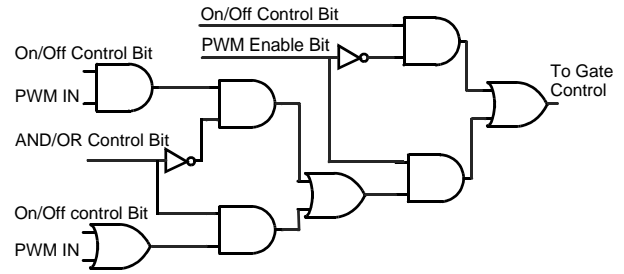 On/Off Control Bit
PWM Enable Bit
On/Off Control Bit
PWM IN
To Gate
Control
AND/OR Control Bit
On/Off control Bit
PWM IN